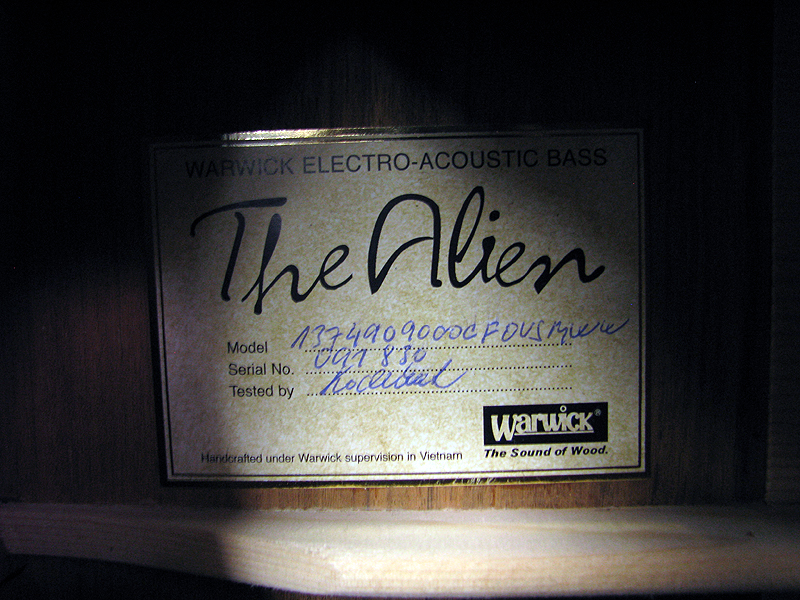 WARWICK ELECTRO-ACOUSTIC BASS
The Alien
Model
Serial No. 091830
Tested by
Warwick®
The Sound of Wood.
Handcrafted under Warwick supervision in Vietnam